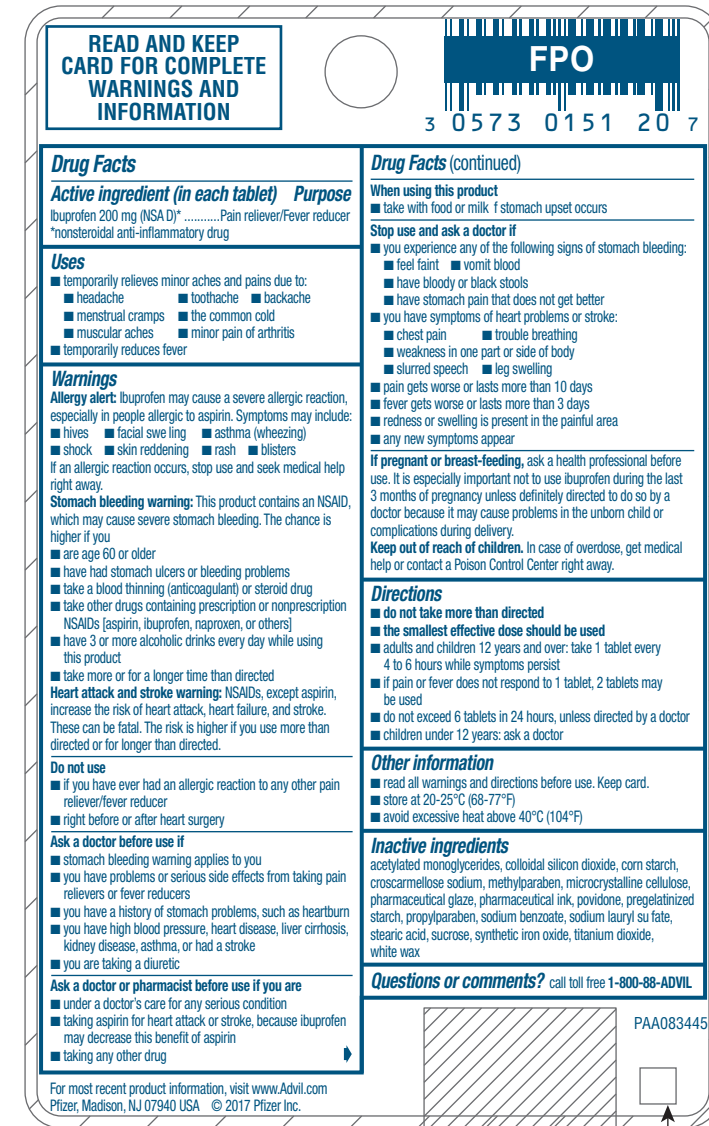 READ AND KEEP
CARD FOR COMPLETE
WARNINGS AND
INFORMATION
FPO
3 0573 0151 20 7
Drug Facts
Active ingredient (in each tablet) Purpose
Ibuprofen 200 mg (NSA D)* ...........Pain reliever/Fever reducer
*nonsteroidal anti-inflammatory drug
Uses
■ temporarily relieves minor aches and pains due to:
■ headache ■ toothache ■ backache
■ menstrual cramps ■ the common cold
■ muscular aches ■ minor pain of arthritis
■ temporarily reduces fever
Warnings
Allergy alert: Ibuprofen may cause a severe allergic reaction,
especially in people allergic to aspirin. Symptoms may include:
■ hives ■ facial swe ling ■ asthma (wheezing)
■ shock ■ skin reddening ■ rash ■ blisters
If an allergic reaction occurs, stop use and seek medical help
right away.
Stomach bleeding warning: This product contains an NSAID,
which may cause severe stomach bleeding. The chance is
higher if you
■ are age 60 or older
■ have had stomach ulcers or bleeding problems
■ take a blood thinning (anticoagulant) or steroid drug
■ take other drugs containing prescription or nonprescription
NSAIDs [aspirin, ibuprofen, naproxen, or others]
■ have 3 or more alcoholic drinks every day while using
this product
■ take more or for a longer time than directed
Heart attack and stroke warning: NSAIDs, except aspirin,
increase the risk of heart attack, heart failure, and stroke.
These can be fatal. The risk is higher if you use more than
directed or for longer than directed.
Do not use
■ if you have ever had an allergic reaction to any other pain
reliever/fever reducer
■ right before or after heart surgery
Ask a doctor before use if
■ stomach bleeding warning applies to you
■ you have problems or serious side effects from taking pain
relievers or fever reducers
■ you have a history of stomach problems, such as heartburn
■ you have high blood pressure, heart disease, liver cirrhosis,
kidney disease, asthma, or had a stroke
■ you are taking a diuretic
Ask a doctor or pharmacist before use if you are
■ under a doctor's care for any serious condition
■ taking aspirin for heart attack or stroke, because ibuprofen
may decrease this benefit of aspirin
■ taking any other drug
Drug Facts (continued)
When using this product
■ take with food or milk f stomach upset occurs
Stop use and ask a doctor if
■ you experience any of the following signs of stomach bleeding:
■ feel faint ■ vomit blood
■ have bloody or black stools
■ have stomach pain that does not get better
■ you have symptoms of heart problems or stroke:
■ chest pain ■ trouble breathing
■ weakness in one part or side of body
■ slurred speech ■ leg swelling
■ pain gets worse or lasts more than 10 days
■ fever gets worse or lasts more than 3 days
■ redness or swelling is present in the painful area
■ any new symptoms appear
If pregnant or breast-feeding, ask a health professional before
use. It is especially important not to use ibuprofen during the last
3 months of pregnancy unless definitely directed to do so by a
doctor because it may cause problems in the unborn child or
complications during delivery.
Keep out of reach of children. In case of overdose, get medical
help or contact a Poison Control Center right away.
Directions
■ do not take more than directed
■ the smallest effective dose should be used
■ adults and children 12 years and over: take 1 tablet every
4 to 6 hours while symptoms persist
■ if pain or fever does not respond to 1 tablet, 2 tablets may
be used
■ do not exceed 6 tablets in 24 hours, unless directed by a doctor
■ children under 12 years: ask a doctor
Other information
■ read all warnings and directions before use. Keep card.
■ store at 20-25°C (68-77°F)
■ avoid excessive heat above 40°C (104°F)
Inactive ingredients
acetylated monoglycerides, colloidal silicon dioxide, corn starch,
croscarmellose sodium, methylparaben, microcrystalline cellulose,
pharmaceutical glaze, pharmaceutical ink, povidone, pregelatinized
starch, propylparaben, sodium benzoate, sodium lauryl su fate,
stearic acid, sucrose, synthetic iron oxide, titanium dioxide,
white wax
Questions or comments? call toll free 1-800-88-ADVIL
PAA083445
For most recent product information, visit www.Advil.com
Pfizer, Madison, NJ 07940 USA © 2017 Pfizer Inc.